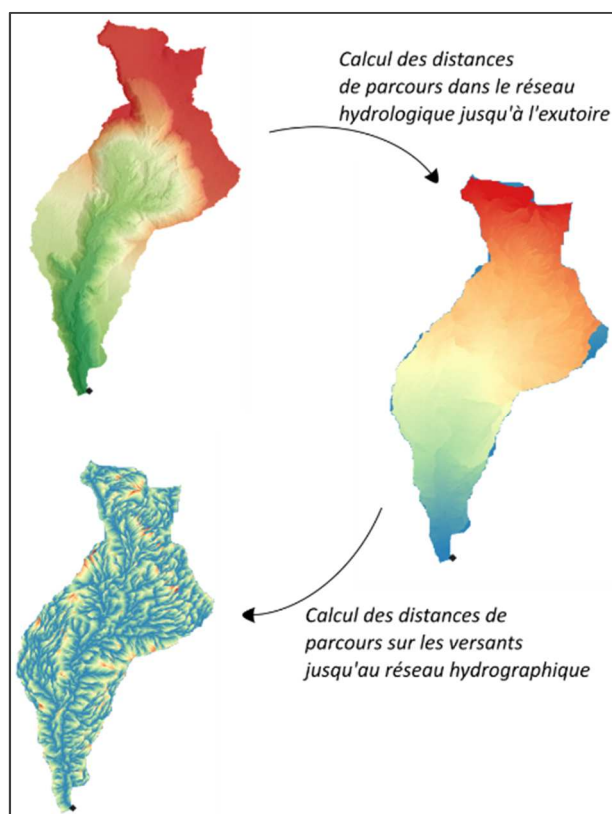 Calcul des distances
de parcours dans le réseau
hydrologique jusqu'à l'exutoire
Calcul des distances de
parcours sur les versants
jusqu'au réseau hydrographique